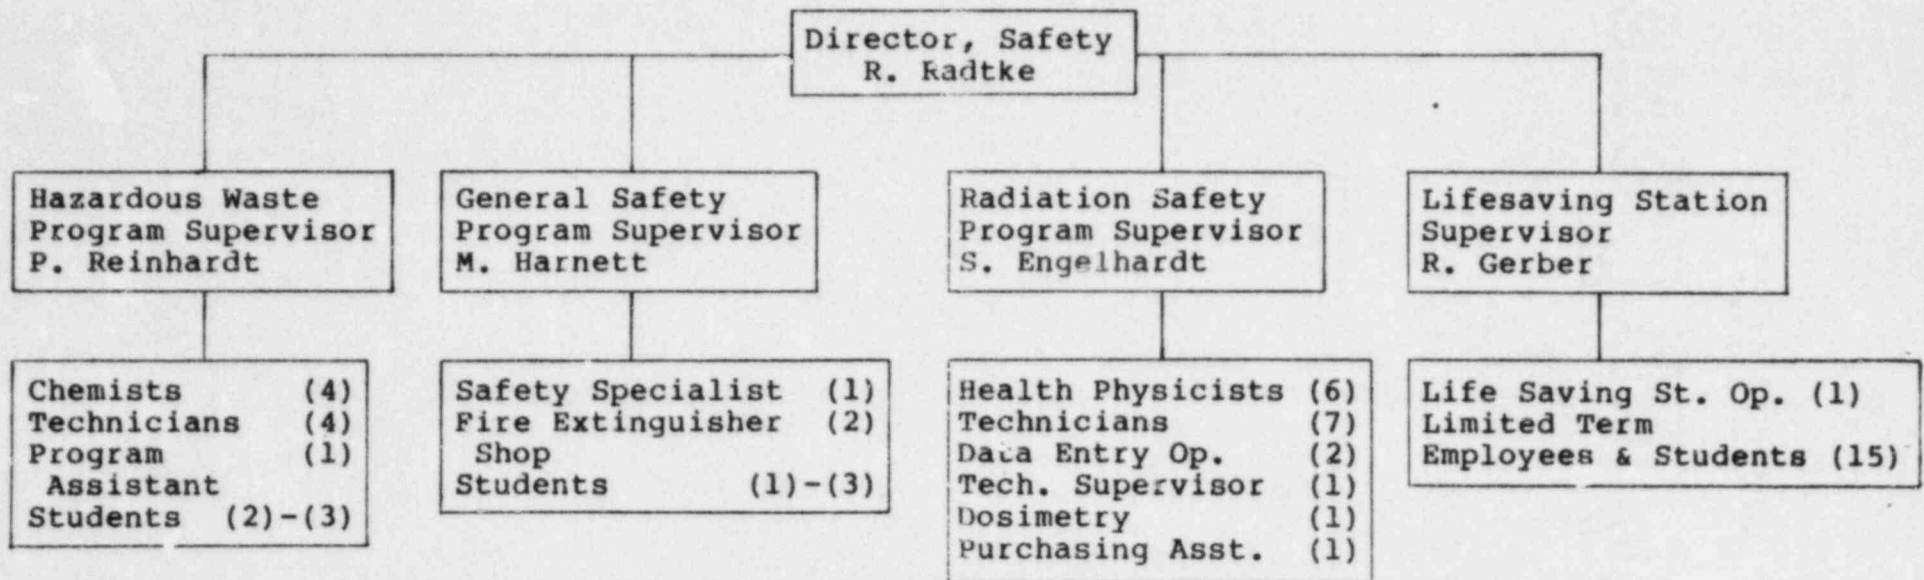 Director, Safety
R. Radtke
Hazardous Waste
Program Supervisor
P. Reinhardt
General Safety
Program Supervisor
M. Harnett
Radiation Safety
Program Supervisor
S. Engelhardt
Lifesaving Station
Supervisor
R. Gerber
Chemists (4)
Technicians (4)
Program (1)
Assistant
Students (2)-(3)
Safety Specialist (1)
Fire Extinguisher (2)
Shop
Students (1)-(3)
Health Physicists (6)
Technicians (7)
Data Entry Op. (2)
Tech. Supervisor (1)
Dosimetry (1)
Purchasing Asst. (1)
Life Saving St. Op. (1)
Limited Term
Employees & Students (15)